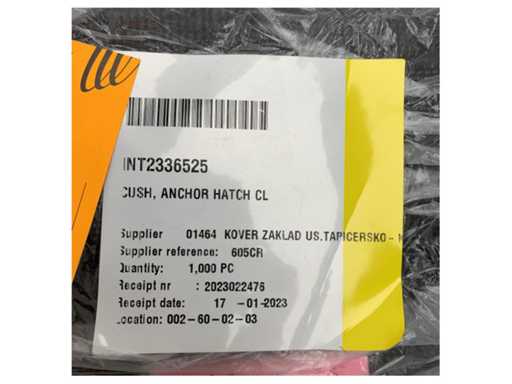 INT2336525
CUSH, ANCHOR HATCH CL
Supplier 01464 KOVER ZAKLAD US.TAPICERSKO -
Supplier reference: 605CR
Quantity: 1,000 PC
Receipt nr : 2023022476
Receipt date: 17 -01-2023
Location: 002-60-02-03